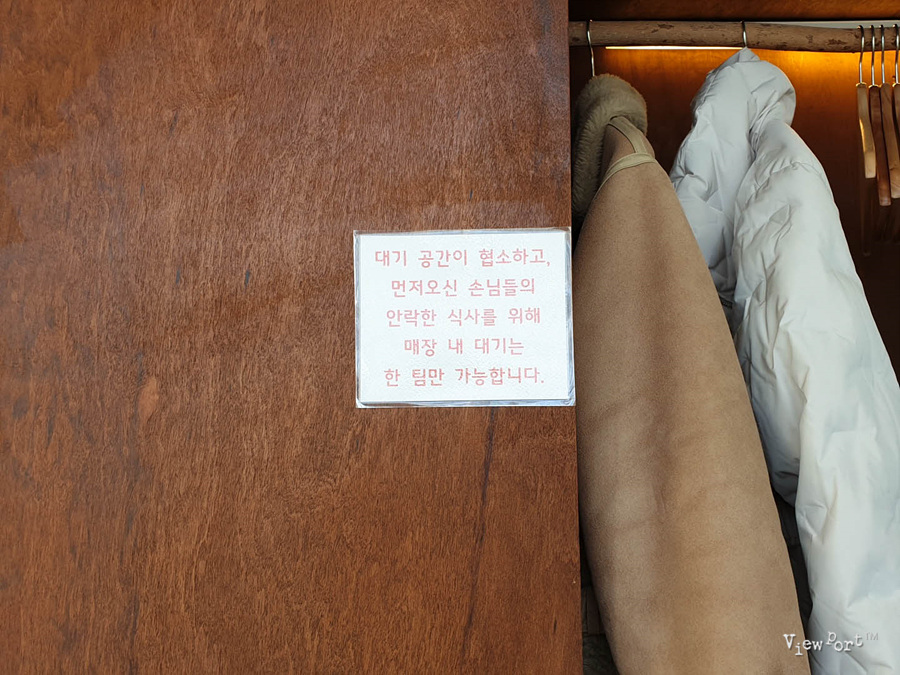 대기 공간이 협소하고,
먼저오신 손님들의
안락한 식사를 위해
매장 내 대기는
한 팀만 가능합니다.
ViewPort™